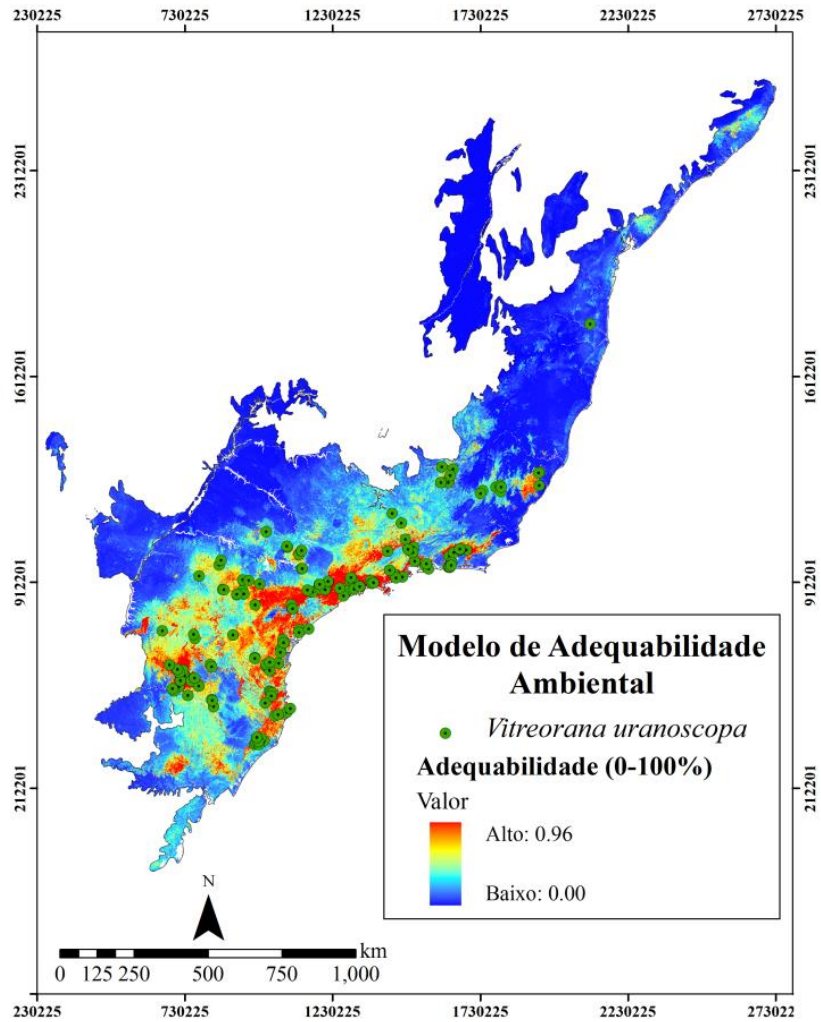 230225 730225 1230225 1730225 2230225 2730225
2312201 2312201
1612201 1612201
912201 912201
212201 212201
Modelo de Adequabilidade
Ambiental
Vitreorana uranoscopa
Adequabilidade (0-100%)
Valor
Alto: 0.96
Baixo: 0.00
N
km
0 125 250 500 750 1,000
230225 730225 1230225 1730225 2230225 273022